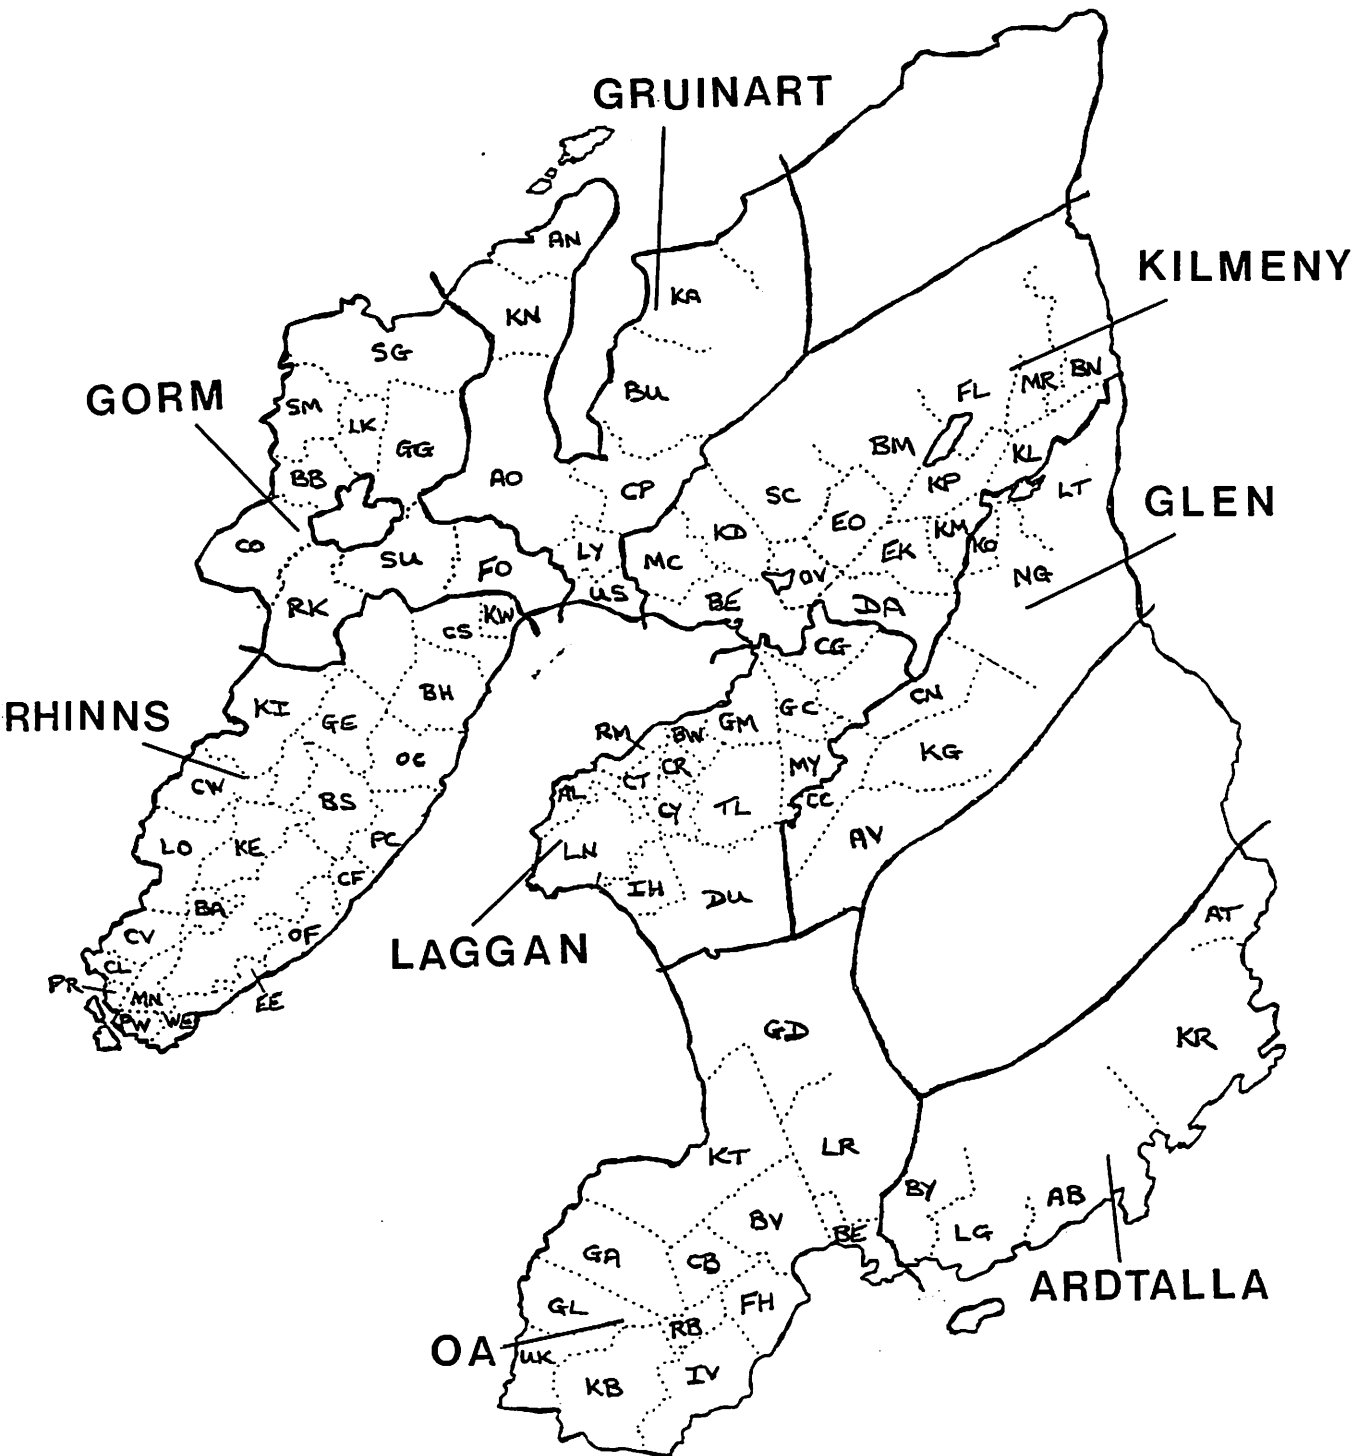 GRUINART
AN
KILMENY
KA
KN
SG
BN
MR
FL
GORM
BU
SM
LK
GG
BM
KL
BB
AO
CP
SC
KP
LT
GLEN
EO
KM
CO
SU
LY
MC
KD
EK
KO
FO
OV
NG
RK
US
BE
DA
KW
CS
CG
BH
KI
GE
GC
CN
RHINNS
RM
BW
GM
OC
KG
CW
CT
CR
MY
AL
BS
CY
TL
CC
LO
KE
PC
LN
AV
CF
IH
DU
BA
AT
CV
OF
LAGGAN
CL
PR
MN
EE
PW
WE
GD
KR
KT
LR
BY
AB
BV
BE
LG
GA
CB
ARDTALLA
GL
FH
RB
OA
UK
KB
IV